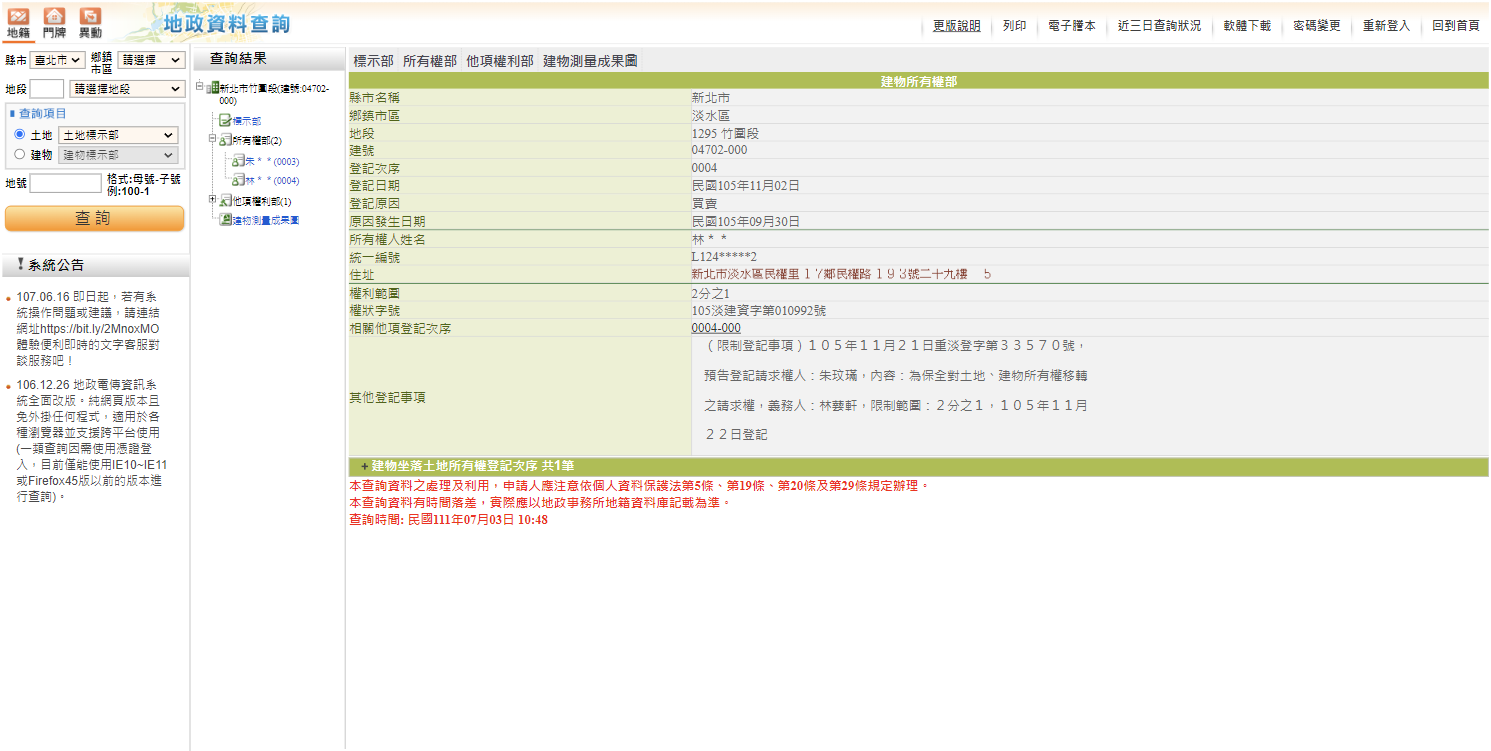 地籍 門牌 異動
地政資料查詢
更版說明 列印 電子謄本 近三日查詢狀況 軟體下載 密碼變更 重新登入 回到首頁
縣市 臺北市 鄉鎮市區 請選擇
地段 請選擇地段
查詢項目
土地 土地標示部
建物 建物標示部
地號 格式:母號-子號
例:100-1
查詢
系統公告
107.06.16 即日起，若有系
統操作問題或建議，請連結
網址https://bit.ly/2MnoxMO
體驗便利即時的文字客服對
談服務吧！
106.12.26 地政電傳資訊系
統全面改版。純網頁版本且
免外掛任何程式，適用於各
種瀏覽器並支援跨平台使用
(一類查詢因需使用憑證登
入，目前僅能使用IE10~IE11
或Firefox45版以前的版本進
行查詢)。
查詢結果
新北市竹圍段(建號:04702-
000)
標示部
所有權部(2)
朱＊＊(0003)
林＊＊(0004)
他項權利部(1)
建物測量成果圖
標示部 所有權部 他項權利部 建物測量成果圖
建物所有權部
縣市名稱 新北市
鄉鎮市區 淡水區
地段 1295 竹圍段
建號 04702-000
登記次序 0004
登記日期 民國105年11月02日
登記原因 買賣
原因發生日期 民國105年09月30日
所有權人姓名 林＊＊
統一編號 L124*****2
住址 新北市淡水區民權里１７鄰民權路１９３號二十九樓　５
權利範圍 2分之1
權狀字號 105淡建資字第010992號
相關他項登記次序 0004-000
其他登記事項
（限制登記事項）１０５年１１月２１日重淡登字第３３５７０號，
預告登記請求權人：朱玟璊，內容：為保全對土地、建物所有權移轉
之請求權，義務人：林㜮軒，限制範圍：２分之１，１０５年１１月
２２日登記
+ 建物坐落土地所有權登記次序 共1筆
本查詢資料之處理及利用，申請人應注意依個人資料保護法第5條、第19條、第20條及第29條規定辦理。
本查詢資料有時間落差，實際應以地政事務所地籍資料庫記載為準。
查詢時間: 民國111年07月03日 10:48